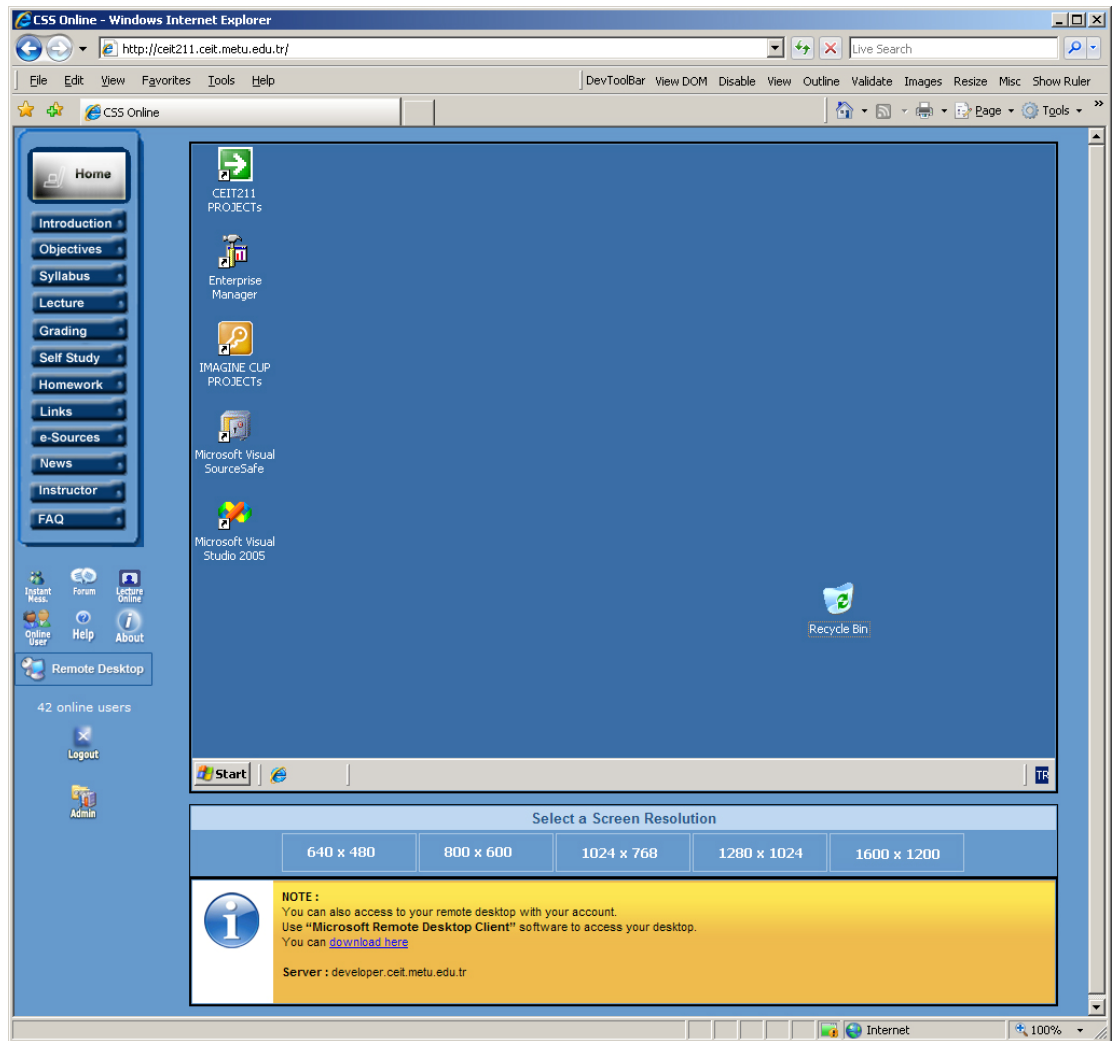 CSS Online - Windows Internet Explorer
http://ceit211.ceit.metu.edu.tr/
Live Search
File Edit View Favorites Tools Help
DevToolBar View DOM Disable View Outline Validate Images Resize Misc Show Ruler
CSS Online
Page Tools »
Home
Introduction
Objectives
Syllabus
Lecture
Grading
Self Study
Homework
Links
e-Sources
News
Instructor
FAQ
Instant Mess.
Forum
Lecture Online
Online User
Help
About
Remote Desktop
42 online users
Logout
Admin
CEIT211
PROJECTs
Enterprise
Manager
IMAGINE CUP
PROJECTs
Microsoft Visual
SourceSafe
Microsoft Visual
Studio 2005
Recycle Bin
Start
TR
Select a Screen Resolution
640 x 480 800 x 600 1024 x 768 1280 x 1024 1600 x 1200
NOTE :
You can also access to your remote desktop with your account.
Use “Microsoft Remote Desktop Client” software to access your desktop.
You can download here
Server : developer.ceit.metu.edu.tr
Internet
100%